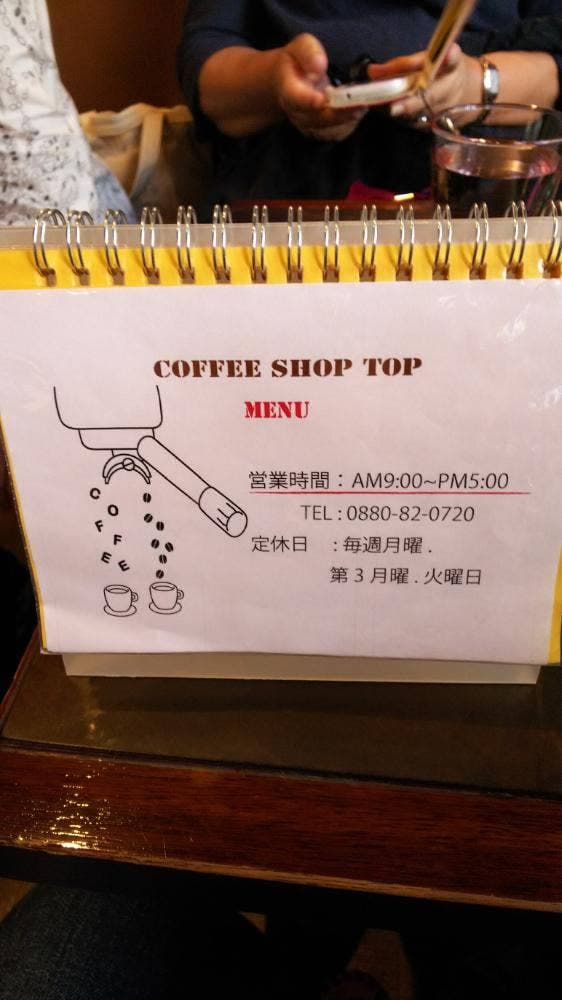 COFFEE SHOP TOP
MENU
営業時間：AM9:00~PM5:00
TEL : 0880-82-0720
定休日　: 毎週月曜 .
第 3 月曜 . 火曜日
COFFEE